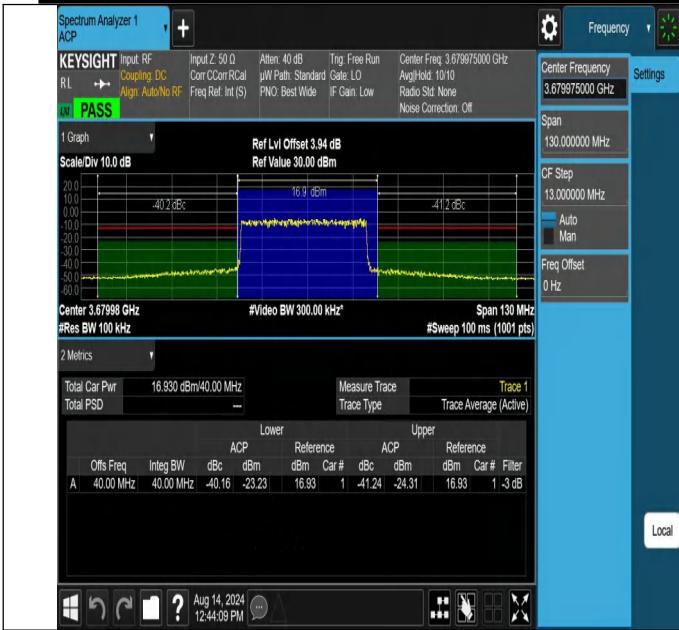 Spectrum Analyzer 1
ACP
Frequency
KEYSIGHT Input: RF Input Z: 50 Ω Atten: 40 dB Trig: Free Run Center Freq: 3.679975000 GHz
RL Coupling: DC Corr CCorr RCal µW Path: Standard Gate: LO Avg|Hold: 10/10
Align: Auto/No RF Freq Ref: Int (S) PNO: Best Wide IF Gain: Low Radio Std: None
Noise Correction: Off
PASS
1 Graph
Ref Lvl Offset 3.94 dB
Scale/Div 10.0 dB Ref Value 30.00 dBm
20.0
10.0
0.00
-10.0
-20.0
-30.0
-40.0
-50.0
-60.0
-40.2 dBc 16.9 dBm -41.2 dBc
Center 3.67998 GHz #Video BW 300.00 kHz* Span 130 MHz
#Res BW 100 kHz #Sweep 100 ms (1001 pts)
2 Metrics
Total Car Pwr 16.930 dBm/40.00 MHz Measure Trace Trace 1
Total PSD --- Trace Type Trace Average (Active)
Lower Upper
ACP Reference ACP Reference
Offs Freq Integ BW dBc dBm dBm Car # dBc dBm dBm Car # Filter
A 40.00 MHz 40.00 MHz -40.16 -23.23 16.93 1 -41.24 -24.31 16.93 1 -3 dB
Center Frequency
3.679975000 GHz
Settings
Span
130.000000 MHz
CF Step
13.000000 MHz
Auto
Man
Freq Offset
0 Hz
Local
Aug 14, 2024
12:44:09 PM